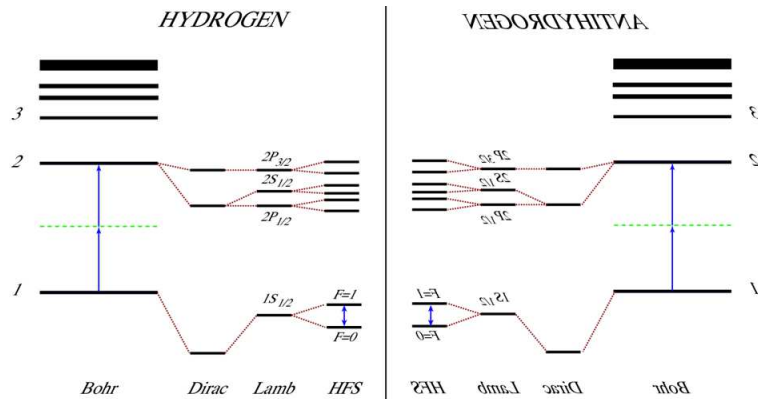 HYDROGEN
ANTIHYDROGEN
3
2
1
2P3/2
2S1/2
2P1/2
1S1/2
F=1
F=0
Bohr Dirac Lamb HFS
3
2
1
2P3/2
2S1/2
2P1/2
1S1/2
F=1
F=0
HFS Lamb Dirac Bohr